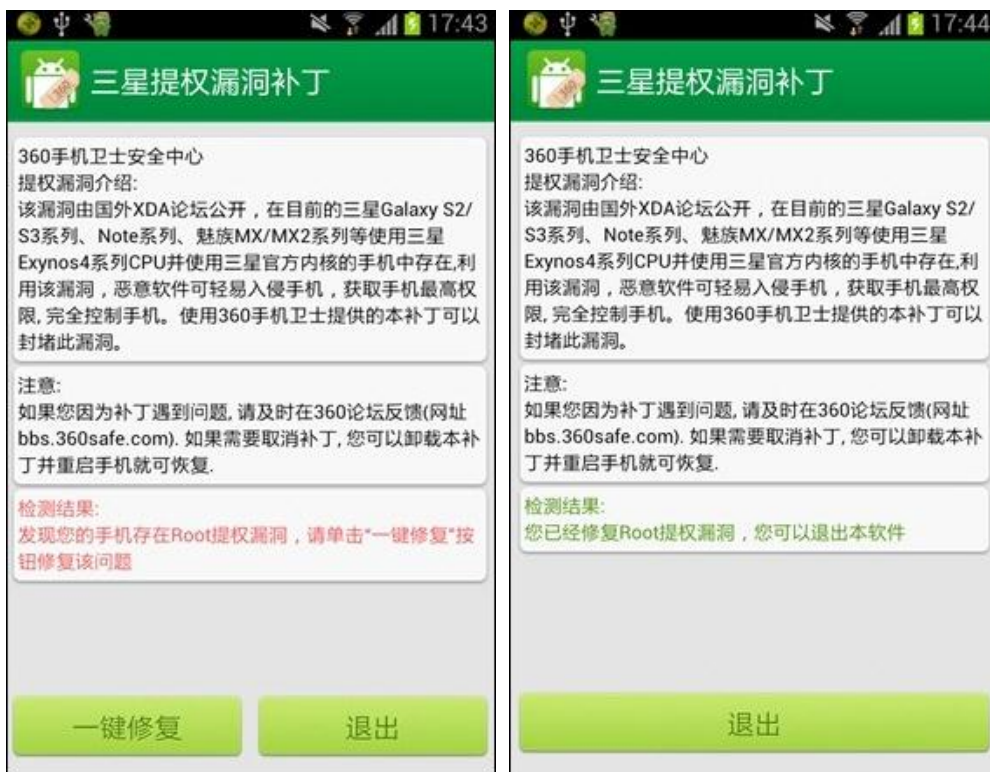 17:43
三星提权漏洞补丁
360手机卫士安全中心
提权漏洞介绍:
该漏洞由国外XDA论坛公开，在目前的三星Galaxy S2/
S3系列、Note系列、魅族MX/MX2系列等使用三星
Exynos4系列CPU并使用三星官方内核的手机中存在,利
用该漏洞，恶意软件可轻易入侵手机，获取手机最高权
限, 完全控制手机。使用360手机卫士提供的本补丁可以
封堵此漏洞。
注意:
如果您因为补丁遇到问题, 请及时在360论坛反馈(网址
bbs.360safe.com). 如果需要取消补丁, 您可以卸载本补
丁并重启手机就可恢复.
检测结果:
发现您的手机存在Root提权漏洞，请单击“一键修复”按
钮修复该问题
一键修复
退出
17:44
三星提权漏洞补丁
360手机卫士安全中心
提权漏洞介绍:
该漏洞由国外XDA论坛公开，在目前的三星Galaxy S2/
S3系列、Note系列、魅族MX/MX2系列等使用三星
Exynos4系列CPU并使用三星官方内核的手机中存在,利
用该漏洞，恶意软件可轻易入侵手机，获取手机最高权
限, 完全控制手机。使用360手机卫士提供的本补丁可以
封堵此漏洞。
注意:
如果您因为补丁遇到问题, 请及时在360论坛反馈(网址
bbs.360safe.com). 如果需要取消补丁, 您可以卸载本补
丁并重启手机就可恢复.
检测结果:
您已经修复Root提权漏洞，您可以退出本软件
退出